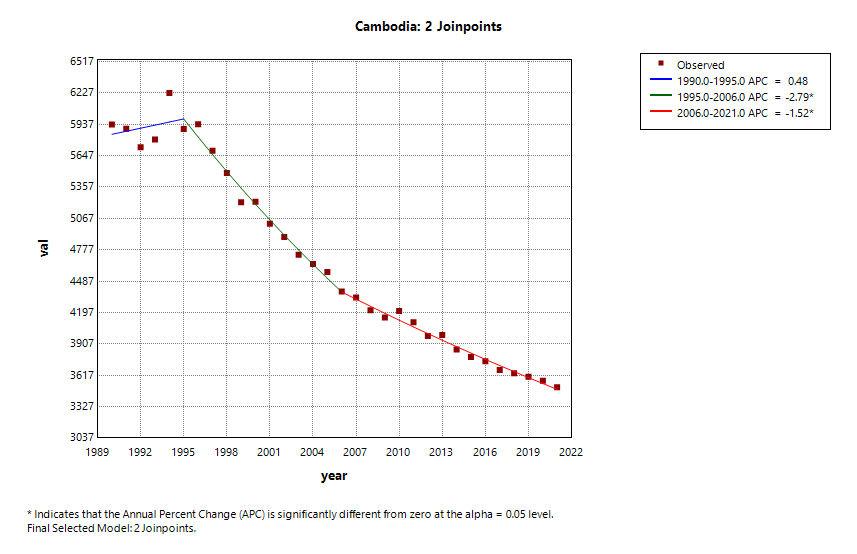 Cambodia: 2 Joinpoints
6517
6227
5937
5647
5357
5067
4777
4487
4197
3907
3617
3327
3037
val
1989 1992 1995 1998 2001 2004 2007 2010 2013 2016 2019 2022
year
Observed
1990.0-1995.0 APC = 0.48
1995.0-2006.0 APC = -2.79*
2006.0-2021.0 APC = -1.52*
* Indicates that the Annual Percent Change (APC) is significantly different from zero at the alpha = 0.05 level.
Final Selected Model: 2 Joinpoints.